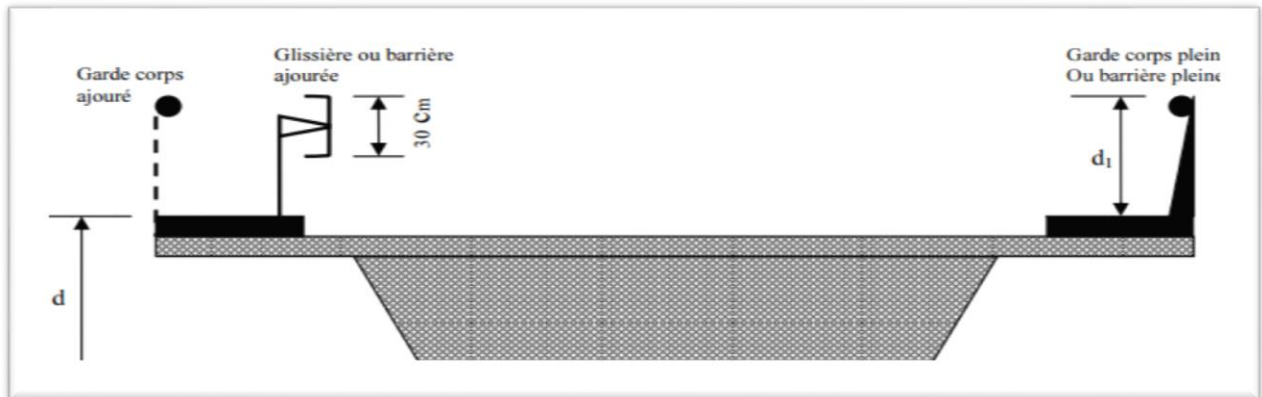 Garde corps
ajouré
Glissière ou barrière
ajourée
30 Cm
Garde corps plein
Ou barrière pleine
d₁
d